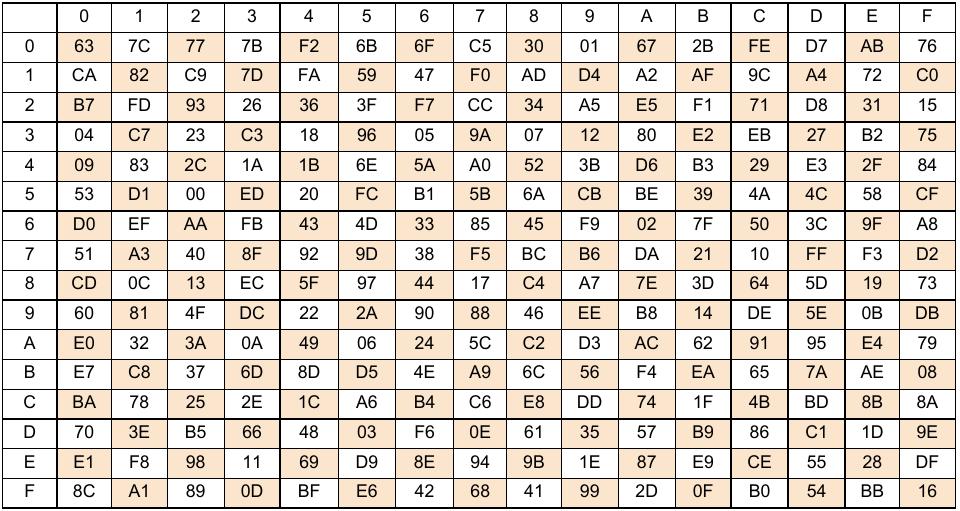 0 1 2 3 4 5 6 7 8 9 A B C D E F
0 63 7C 77 7B F2 6B 6F C5 30 01 67 2B FE D7 AB 76
1 CA 82 C9 7D FA 59 47 F0 AD D4 A2 AF 9C A4 72 C0
2 B7 FD 93 26 36 3F F7 CC 34 A5 E5 F1 71 D8 31 15
3 04 C7 23 C3 18 96 05 9A 07 12 80 E2 EB 27 B2 75
4 09 83 2C 1A 1B 6E 5A A0 52 3B D6 B3 29 E3 2F 84
5 53 D1 00 ED 20 FC B1 5B 6A CB BE 39 4A 4C 58 CF
6 D0 EF AA FB 43 4D 33 85 45 F9 02 7F 50 3C 9F A8
7 51 A3 40 8F 92 9D 38 F5 BC B6 DA 21 10 FF F3 D2
8 CD 0C 13 EC 5F 97 44 17 C4 A7 7E 3D 64 5D 19 73
9 60 81 4F DC 22 2A 90 88 46 EE B8 14 DE 5E 0B DB
A E0 32 3A 0A 49 06 24 5C C2 D3 AC 62 91 95 E4 79
B E7 C8 37 6D 8D D5 4E A9 6C 56 F4 EA 65 7A AE 08
C BA 78 25 2E 1C A6 B4 C6 E8 DD 74 1F 4B BD 8B 8A
D 70 3E B5 66 48 03 F6 0E 61 35 57 B9 86 C1 1D 9E
E E1 F8 98 11 69 D9 8E 94 9B 1E 87 E9 CE 55 28 DF
F 8C A1 89 0D BF E6 42 68 41 99 2D 0F B0 54 BB 16